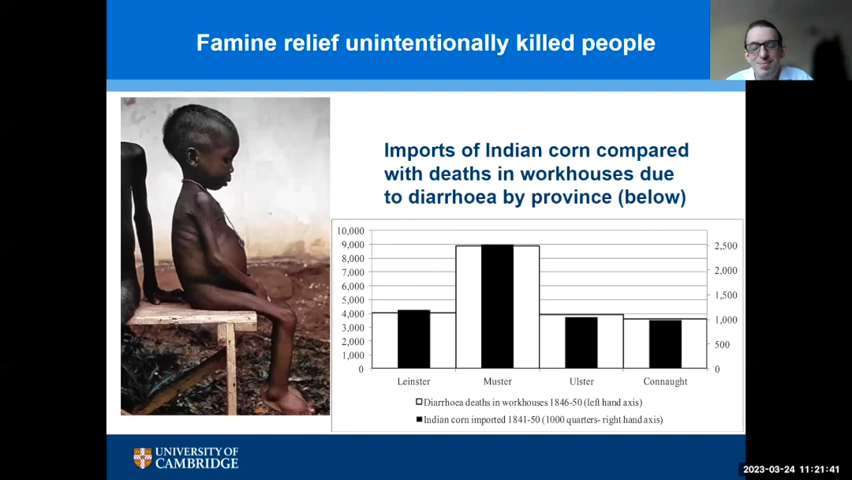 Famine relief unintentionally killed people
Imports of Indian corn compared
with deaths in workhouses due
to diarrhoea by province (below)
10,000
9,000
8,000
7,000
6,000
5,000
4,000
3,000
2,000
1,000
0
2,500
2,000
1,500
1,000
500
0
Leinster Muster Ulster Connaught
Diarrhoea deaths in workhouses 1846-50 (left hand axis)
Indian corn imported 1841-50 (1000 quarters- right hand axis)
UNIVERSITY OF
CAMBRIDGE
2023-03-24 11:21:41